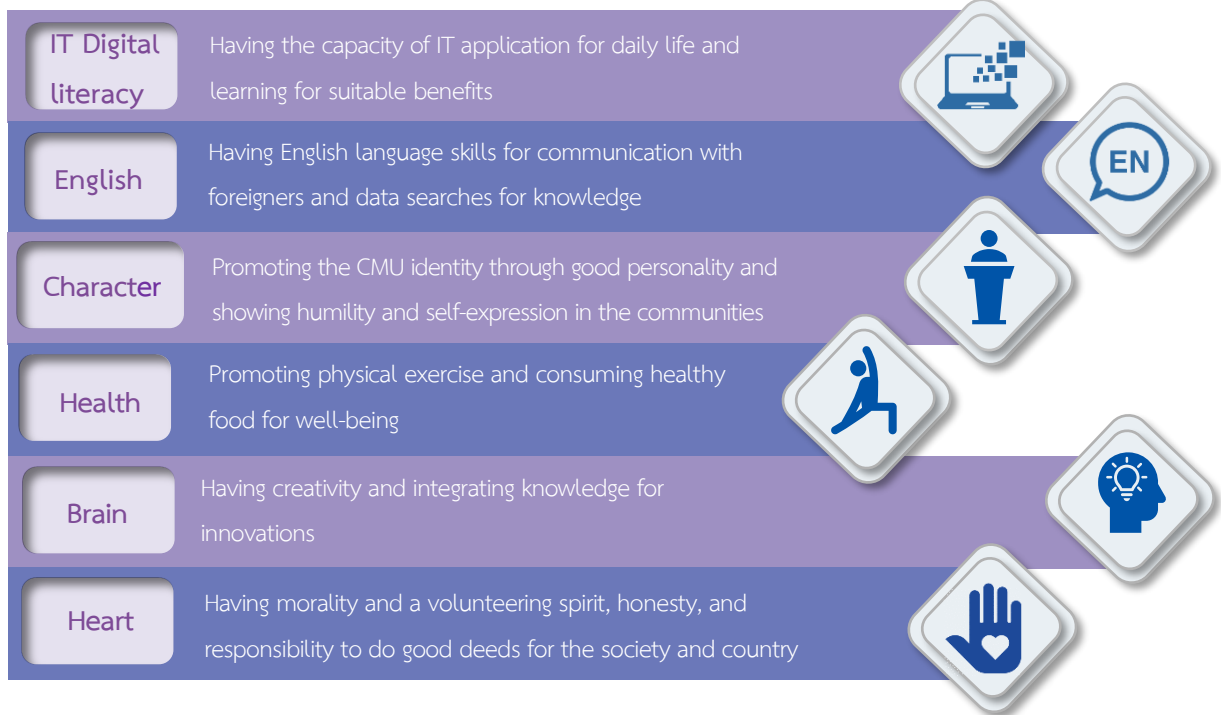 IT Digital
literacy
Having the capacity of IT application for daily life and
learning for suitable benefits
English
Having English language skills for communication with
foreigners and data searches for knowledge
EN
Character
Promoting the CMU identity through good personality and
showing humility and self-expression in the communities
Health
Promoting physical exercise and consuming healthy
food for well-being
Brain
Having creativity and integrating knowledge for
innovations
Heart
Having morality and a volunteering spirit, honesty, and
responsibility to do good deeds for the society and country